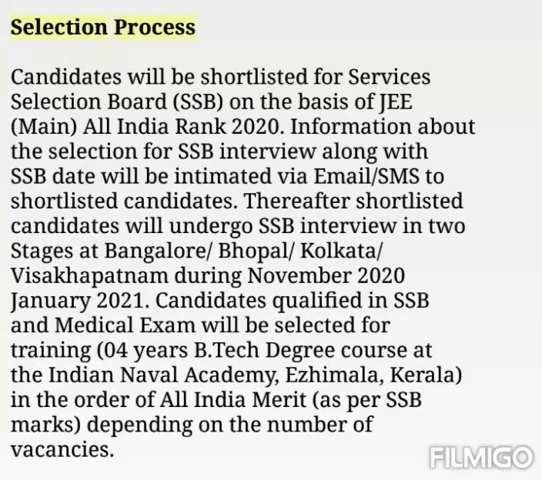 Selection Process
Candidates will be shortlisted for Services
Selection Board (SSB) on the basis of JEE
(Main) All India Rank 2020. Information about
the selection for SSB interview along with
SSB date will be intimated via Email/SMS to
shortlisted candidates. Thereafter shortlisted
candidates will undergo SSB interview in two
Stages at Bangalore/ Bhopal/ Kolkata/
Visakhapatnam during November 2020
January 2021. Candidates qualified in SSB
and Medical Exam will be selected for
training (04 years B.Tech Degree course at
the Indian Naval Academy, Ezhimala, Kerala)
in the order of All India Merit (as per SSB
marks) depending on the number of
vacancies.
FILMIGO